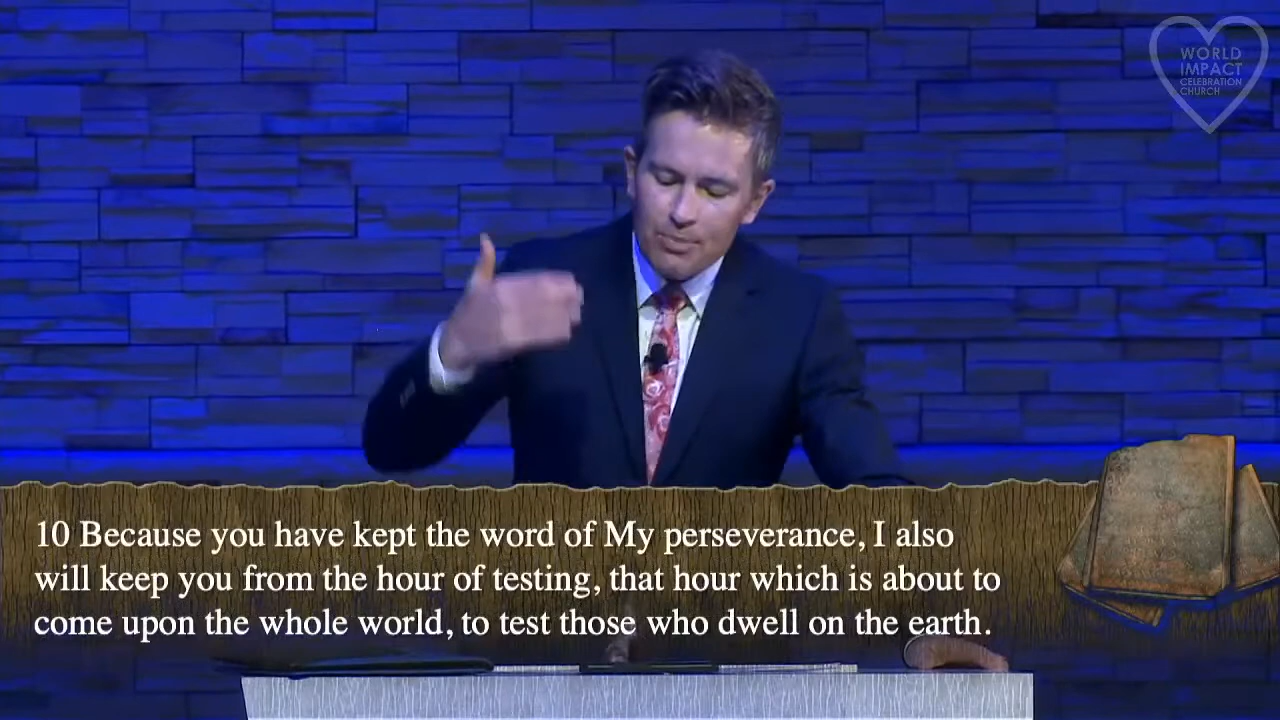 WORLD
IMPACT
CELEBRATION
CHURCH
10 Because you have kept the word of My perseverance, I also
will keep you from the hour of testing, that hour which is about to
come upon the whole world, to test those who dwell on the earth.